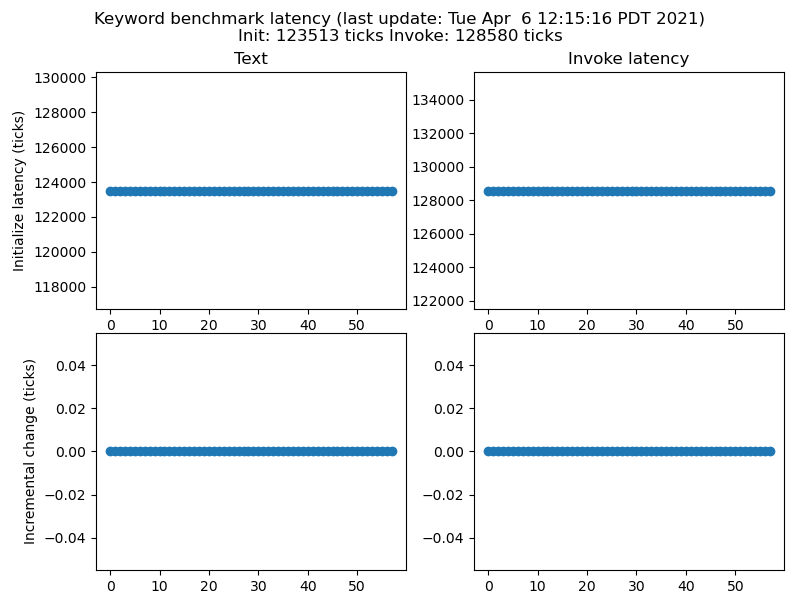 Keyword benchmark latency (last update: Tue Apr  6 12:15:16 PDT 2021)
Init: 123513 ticks Invoke: 128580 ticks
Text
Invoke latency
Initialize latency (ticks)
130000
128000
126000
124000
122000
120000
118000
0 10 20 30 40 50
134000
132000
130000
128000
126000
124000
122000
0 10 20 30 40 50
Incremental change (ticks)
0.04
0.02
0.00
−0.02
−0.04
0 10 20 30 40 50
0.04
0.02
0.00
−0.02
−0.04
0 10 20 30 40 50